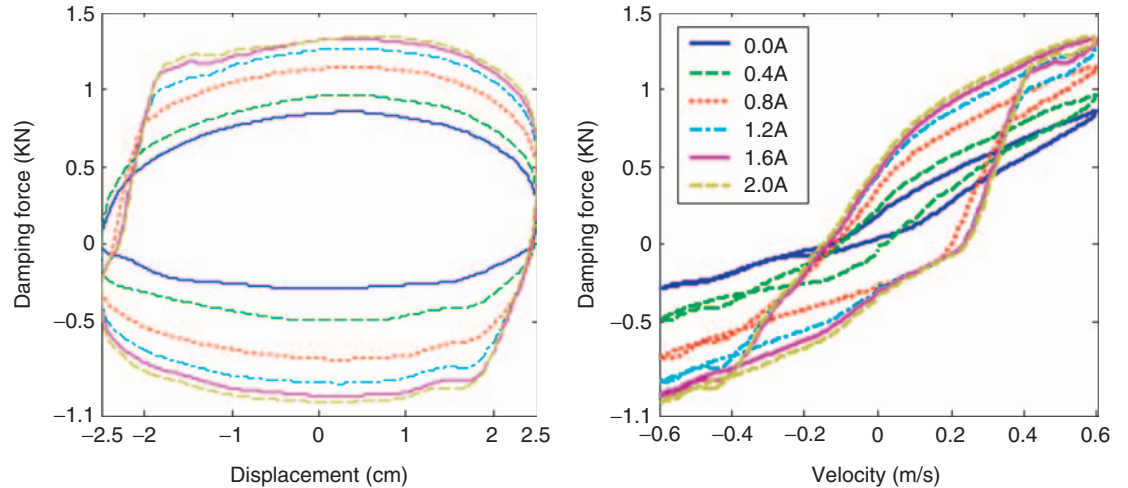 1.5
1
0.5
0
−0.5
−1.1
−2.5 −2 −1 0 1 2 2.5
Displacement (cm)
Damping force (KN)
1.5
1
0.5
0
−0.5
−1.1
−0.6 −0.4 −0.2 0 0.2 0.4 0.6
Velocity (m/s)
Damping force (KN)
0.0A
0.4A
0.8A
1.2A
1.6A
2.0A